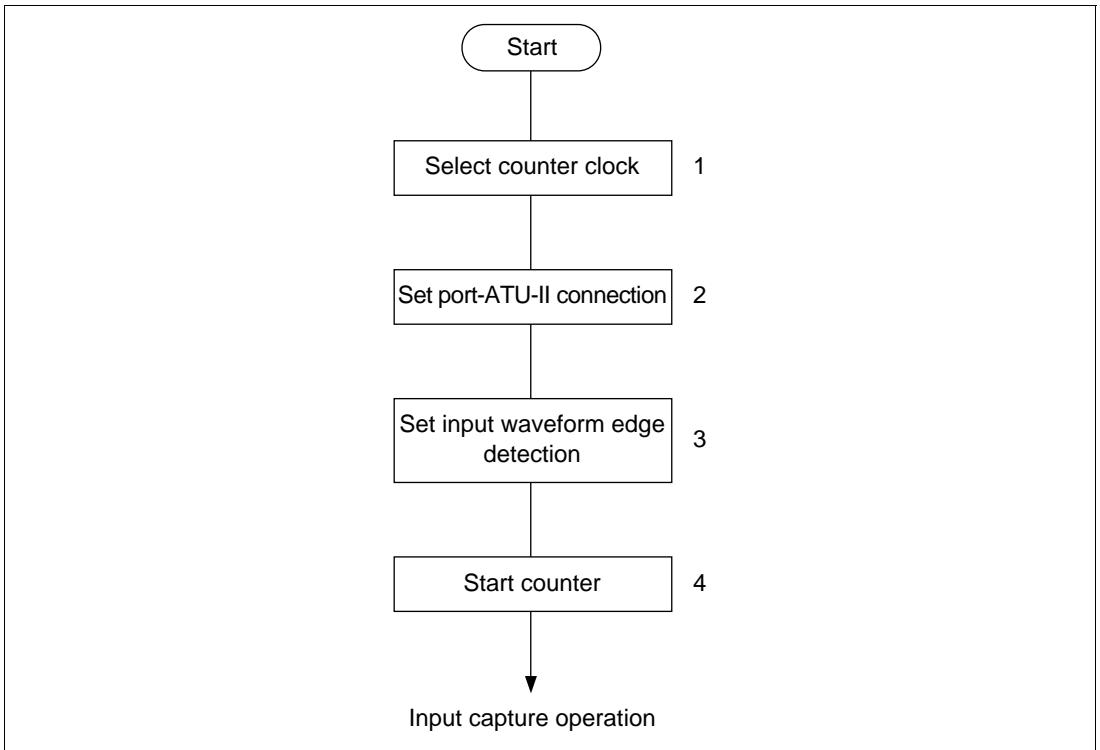 Start
Select counter clock 1
Set port-ATU-II connection 2
Set input waveform edge
detection 3
Start counter 4
Input capture operation